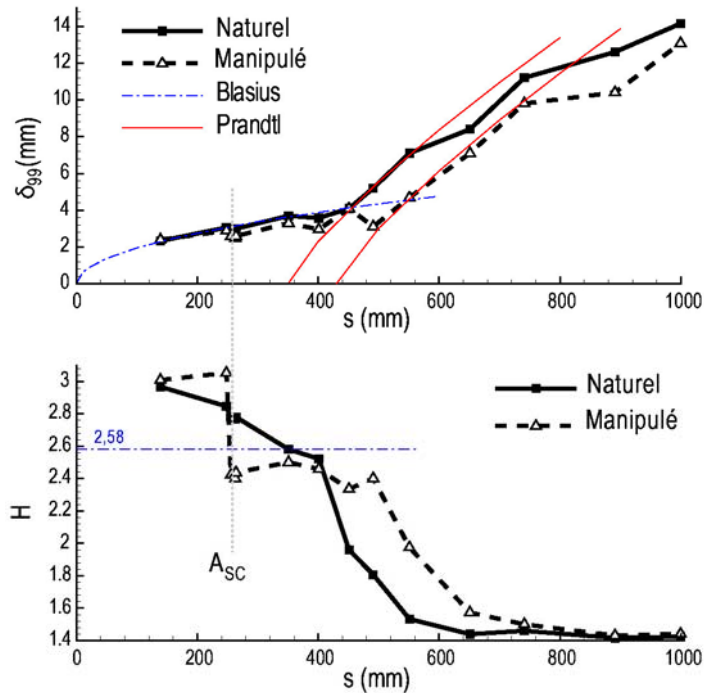 14
12
10
8
6
4
2
0
δ99(mm)
Naturel
Manipulé
Blasius
Prandtl
0 200 400 600 800 1000
s (mm)
3
2.8
2.6
2.4
2.2
2
1.8
1.6
1.4
H
2,58
Naturel
Manipulé
ASC
0 200 400 600 800 1000
s (mm)